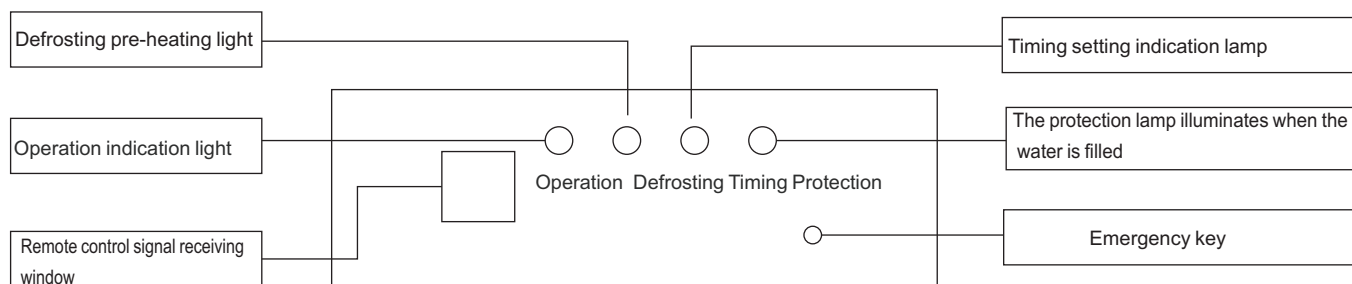 Defrosting pre-heating light
Timing setting indication lamp
Operation indication light
The protection lamp illuminates when the
water is filled
Operation Defrosting Timing Protection
Remote control signal receiving
window
Emergency key